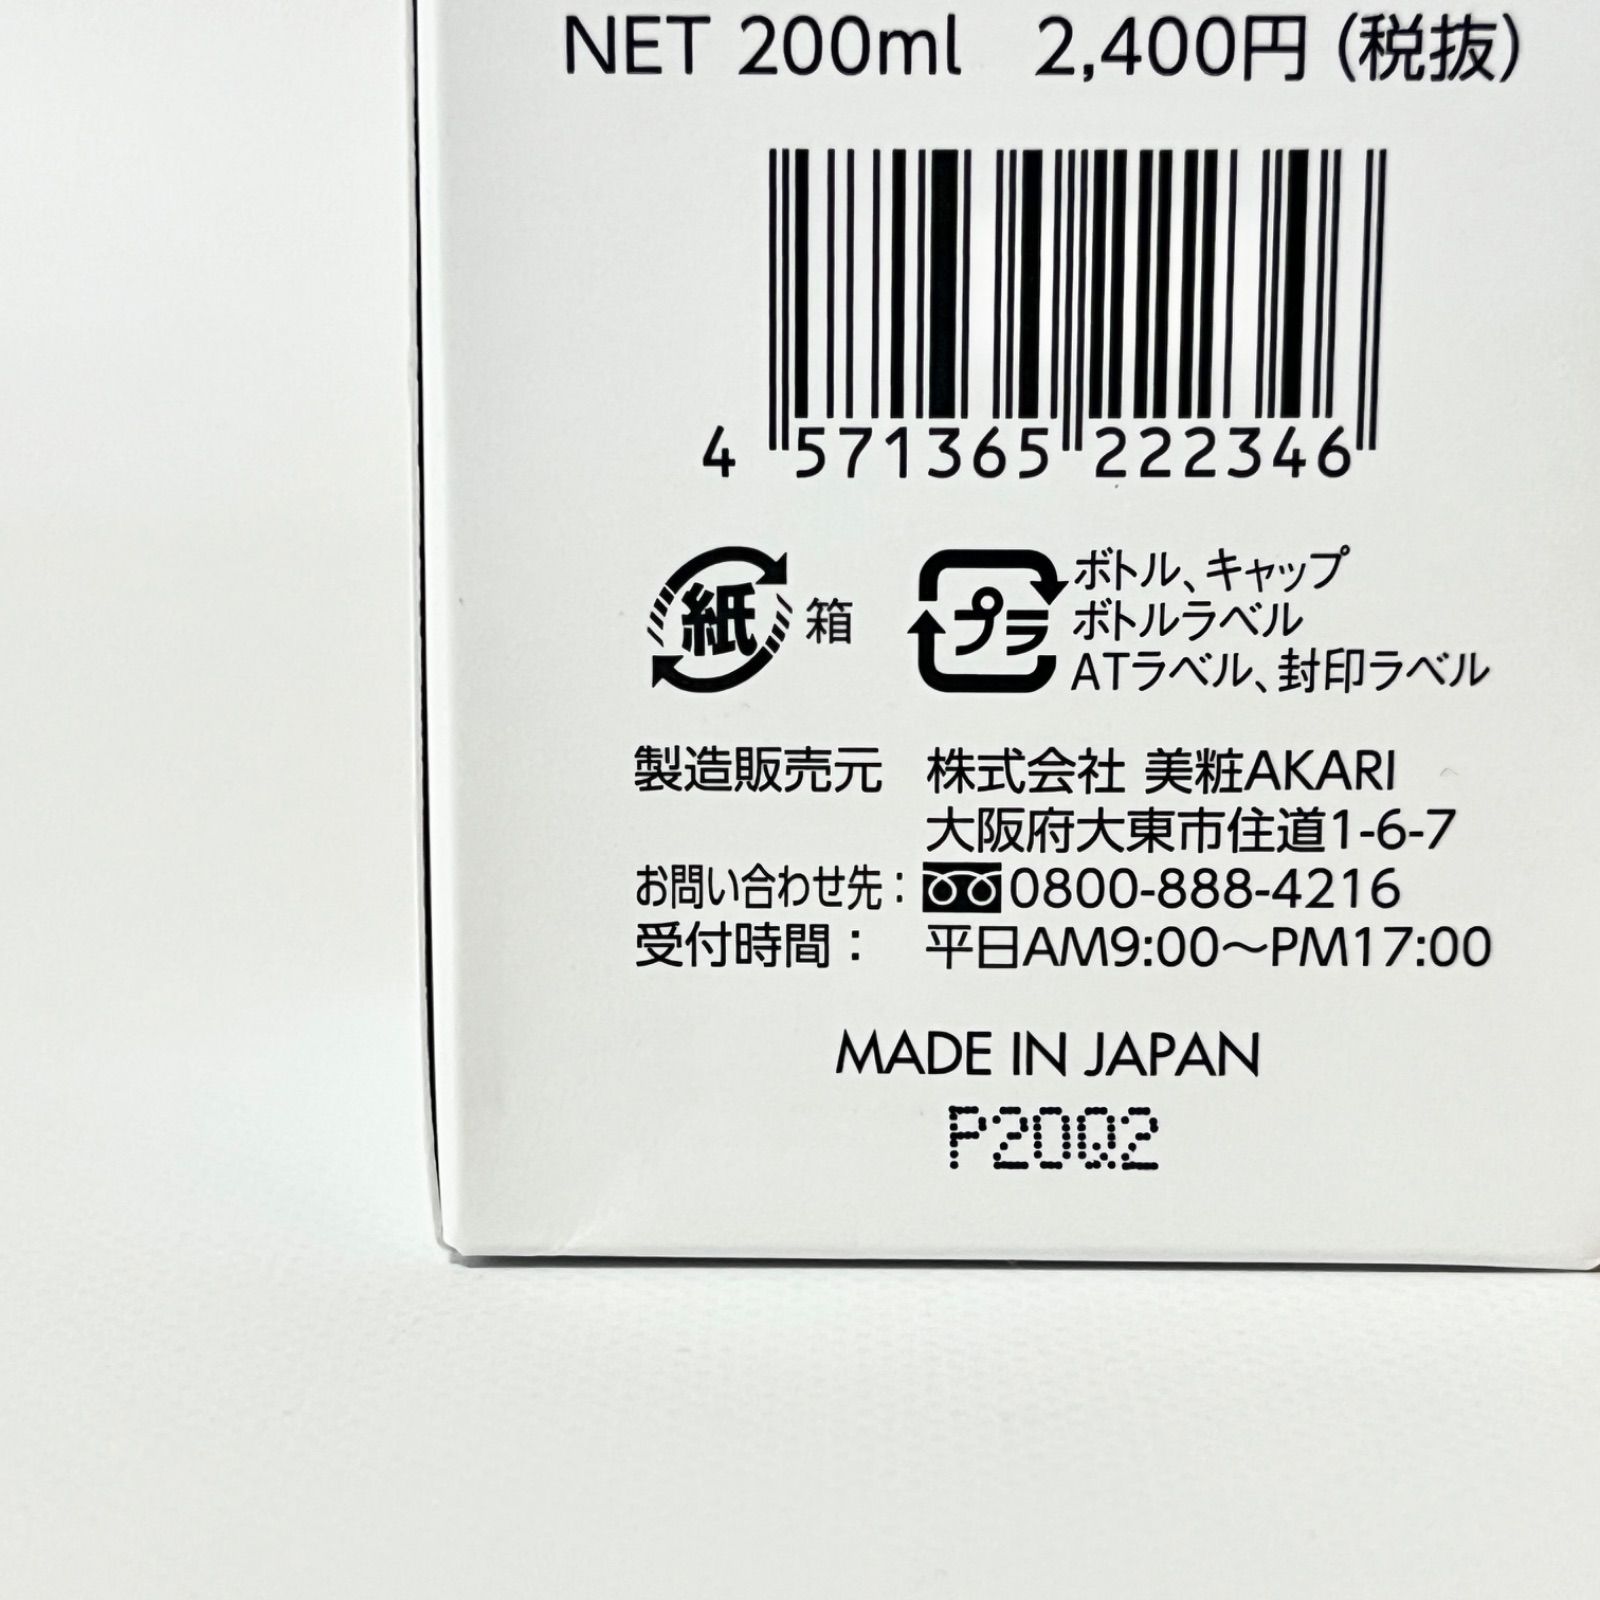 NET 200ml 2,400円（税抜）
4 571365 222346
紙 箱
プラ
ボトル、キャップ
ボトルラベル
ATラベル、封印ラベル
製造販売元 株式会社 美粧AKARI
大阪府大東市住道1-6-7
お問い合わせ先：0800-888-4216
受付時間： 平日AM9:00〜PM17:00
MADE IN JAPAN
P20Q2